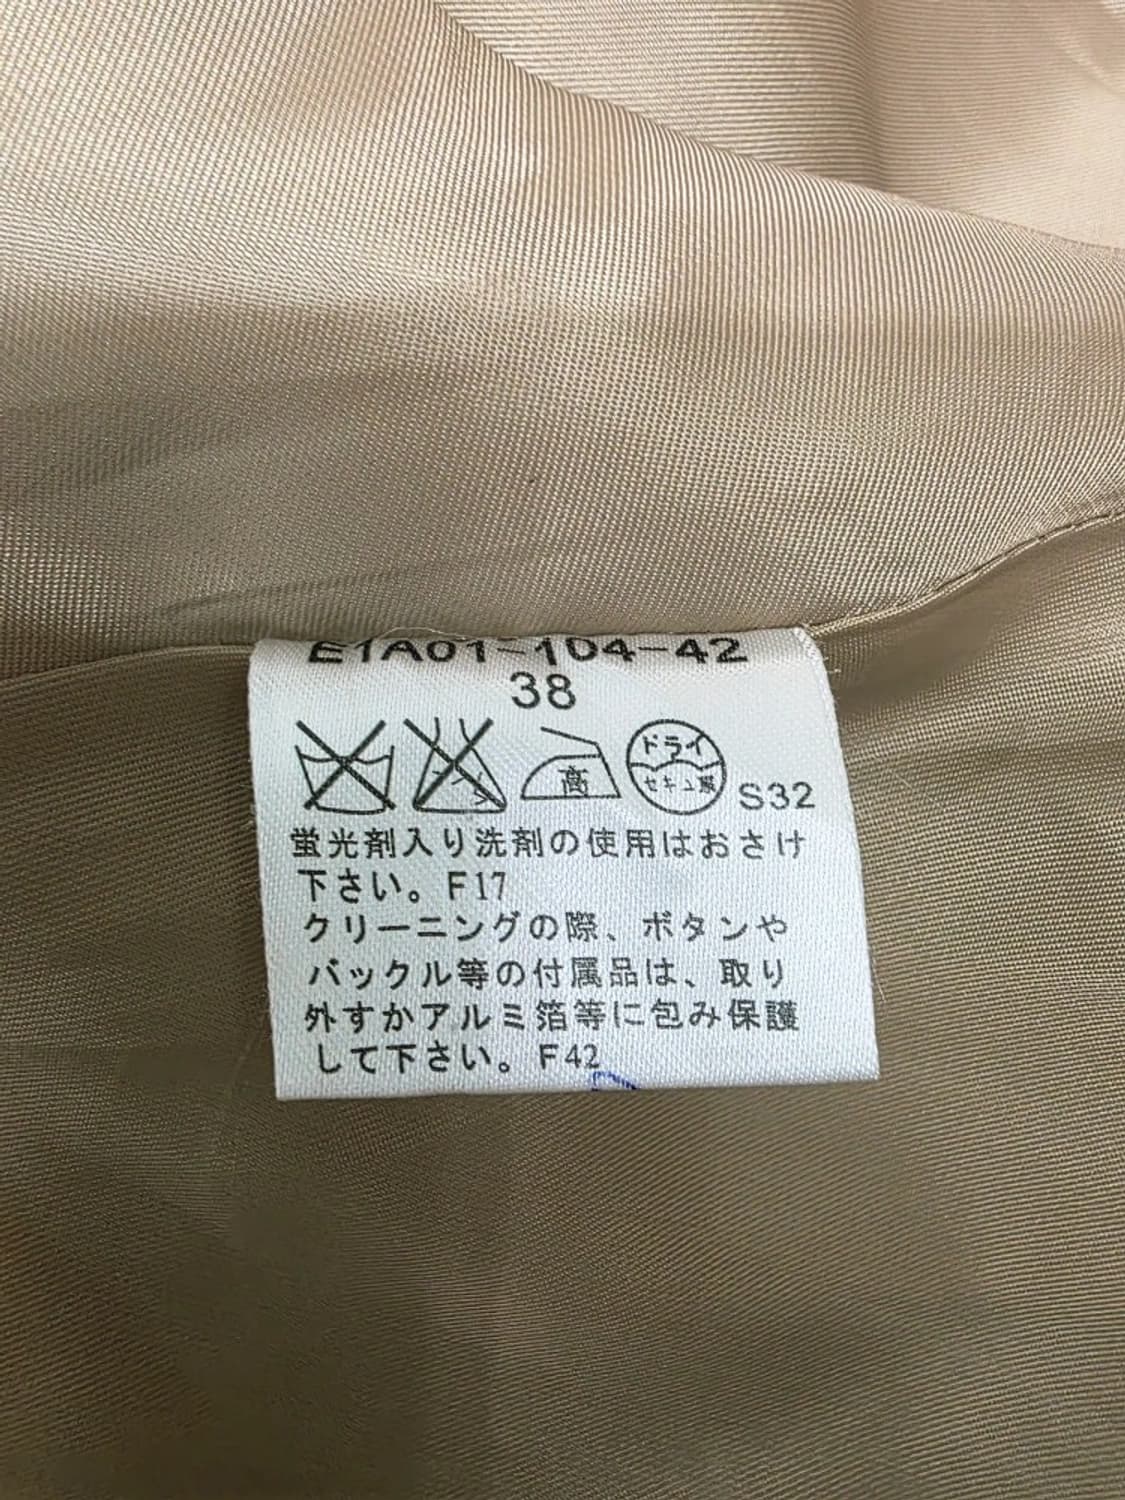 E1A01-104-42
38
高 ドライ
セキユ系 S32
蛍光剤入り洗剤の使用はおさけ
下さい。F17
クリーニングの際、ボタンや
バックル等の付属品は、取り
外すかアルミ箔等に包み保護
して下さい。F42